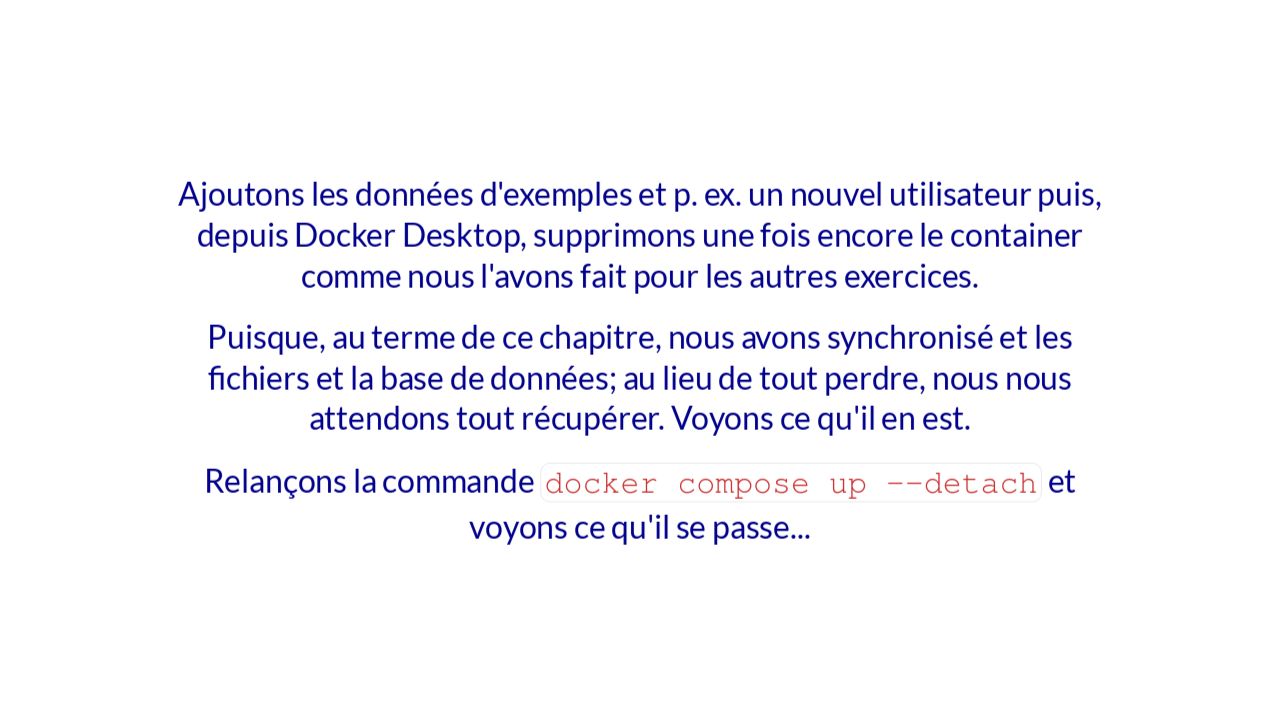 Ajoutons les données d'exemples et p. ex. un nouvel utilisateur puis,
depuis Docker Desktop, supprimons une fois encore le container
comme nous l'avons fait pour les autres exercices.
Puisque, au terme de ce chapitre, nous avons synchronisé et les
fichiers et la base de données; au lieu de tout perdre, nous nous
attendons tout récupérer. Voyons ce qu'il en est.
Relançons la commande docker compose up --detach et
voyons ce qu'il se passe...